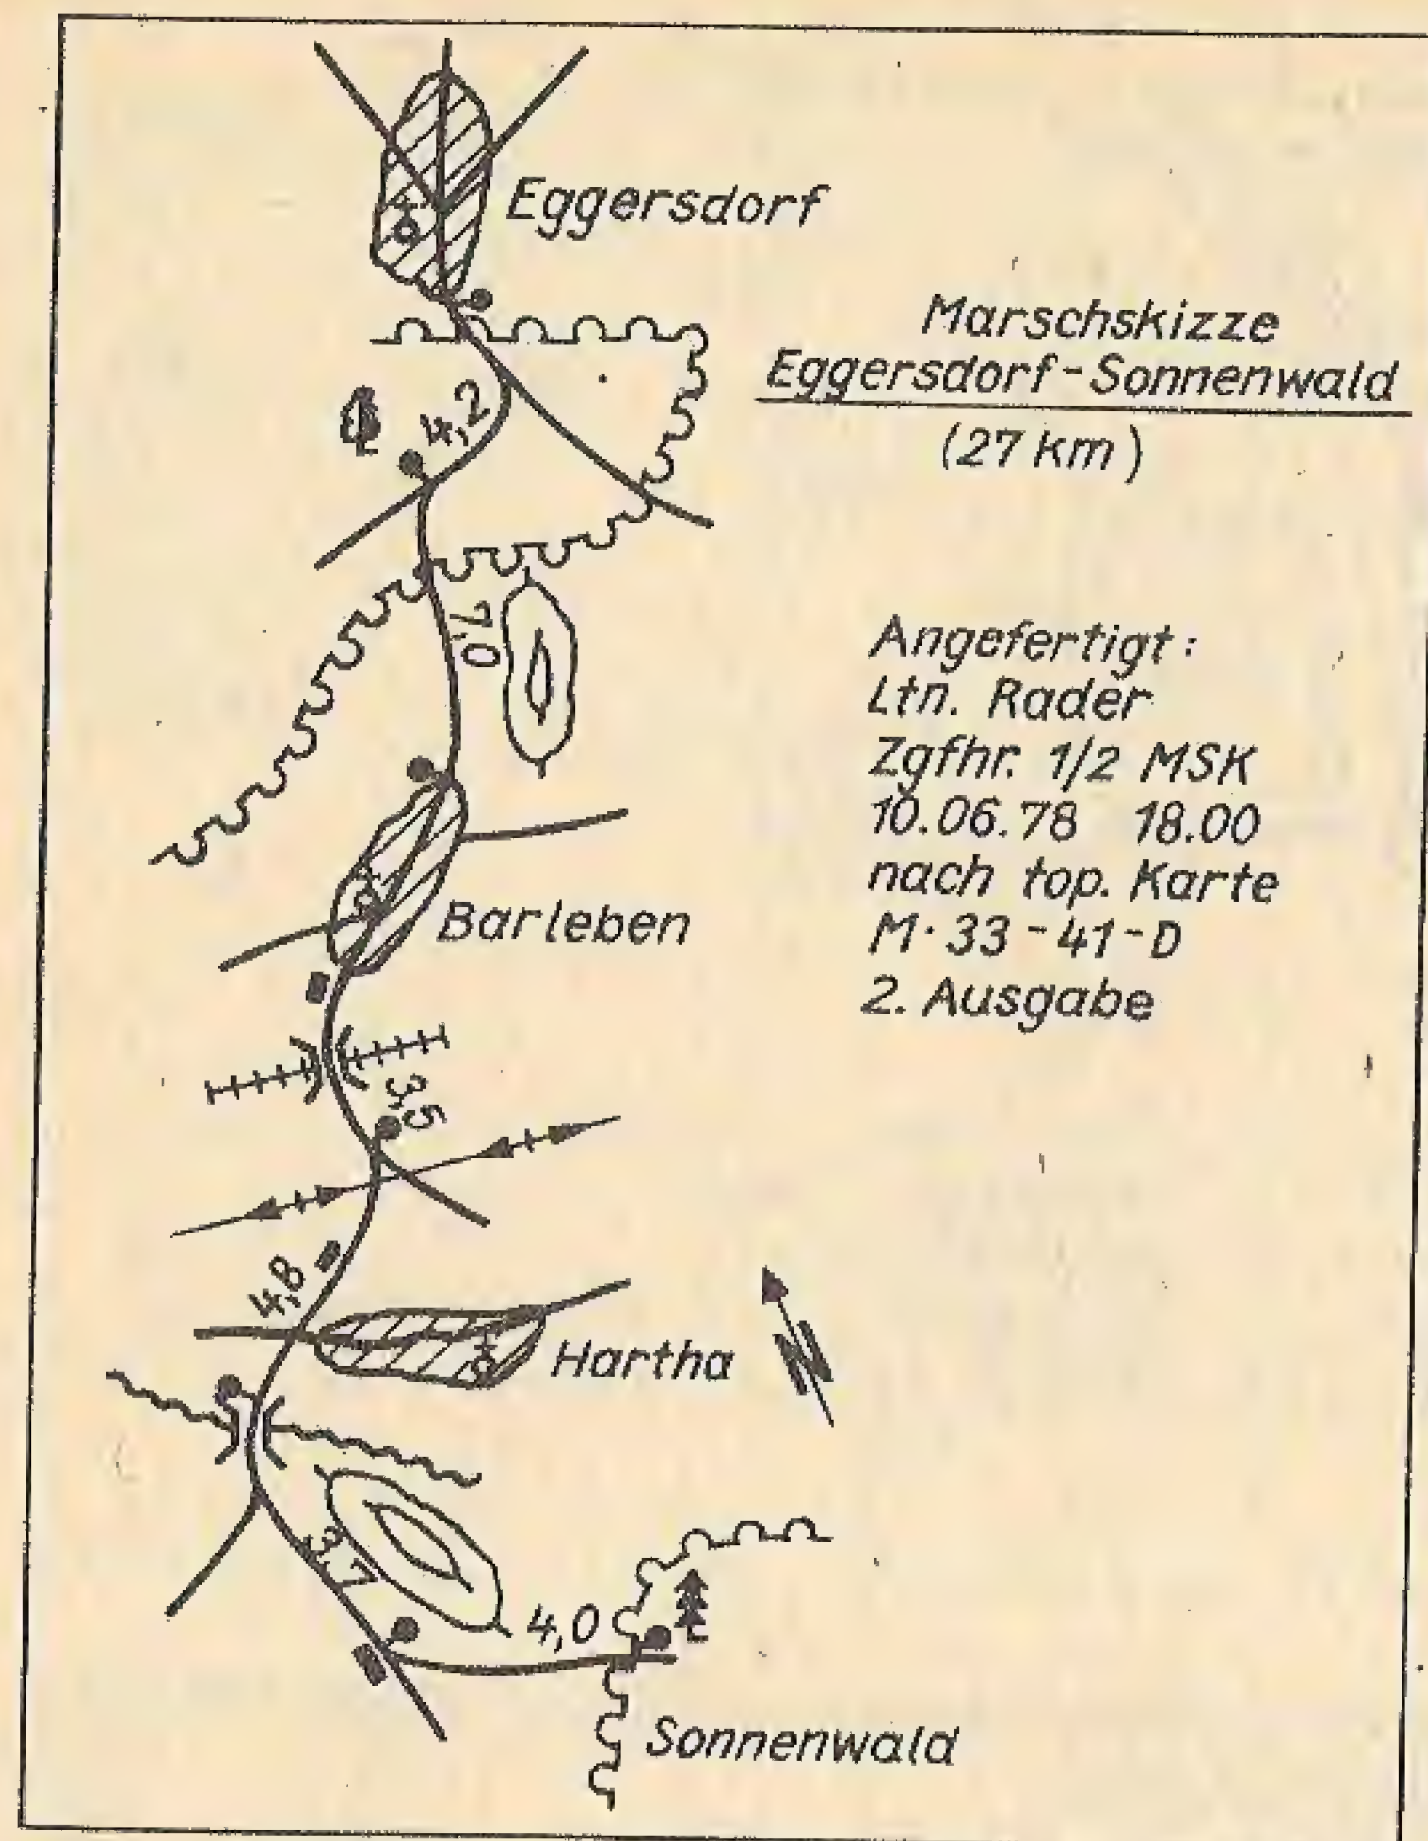 Eggersdorf
Marschskizze
Eggersdorf-Sonnenwald
(27 km)
4,2
7,0
Angefertigt:
Ltn. Rader
Zgfhr. 1/2 MSK
10.06.78 18.00
nach top. Karte
M-33-41-D
2. Ausgabe
Barleben
3,5
4,8
Hartha
N
3,7
4,0
Sonnenwald